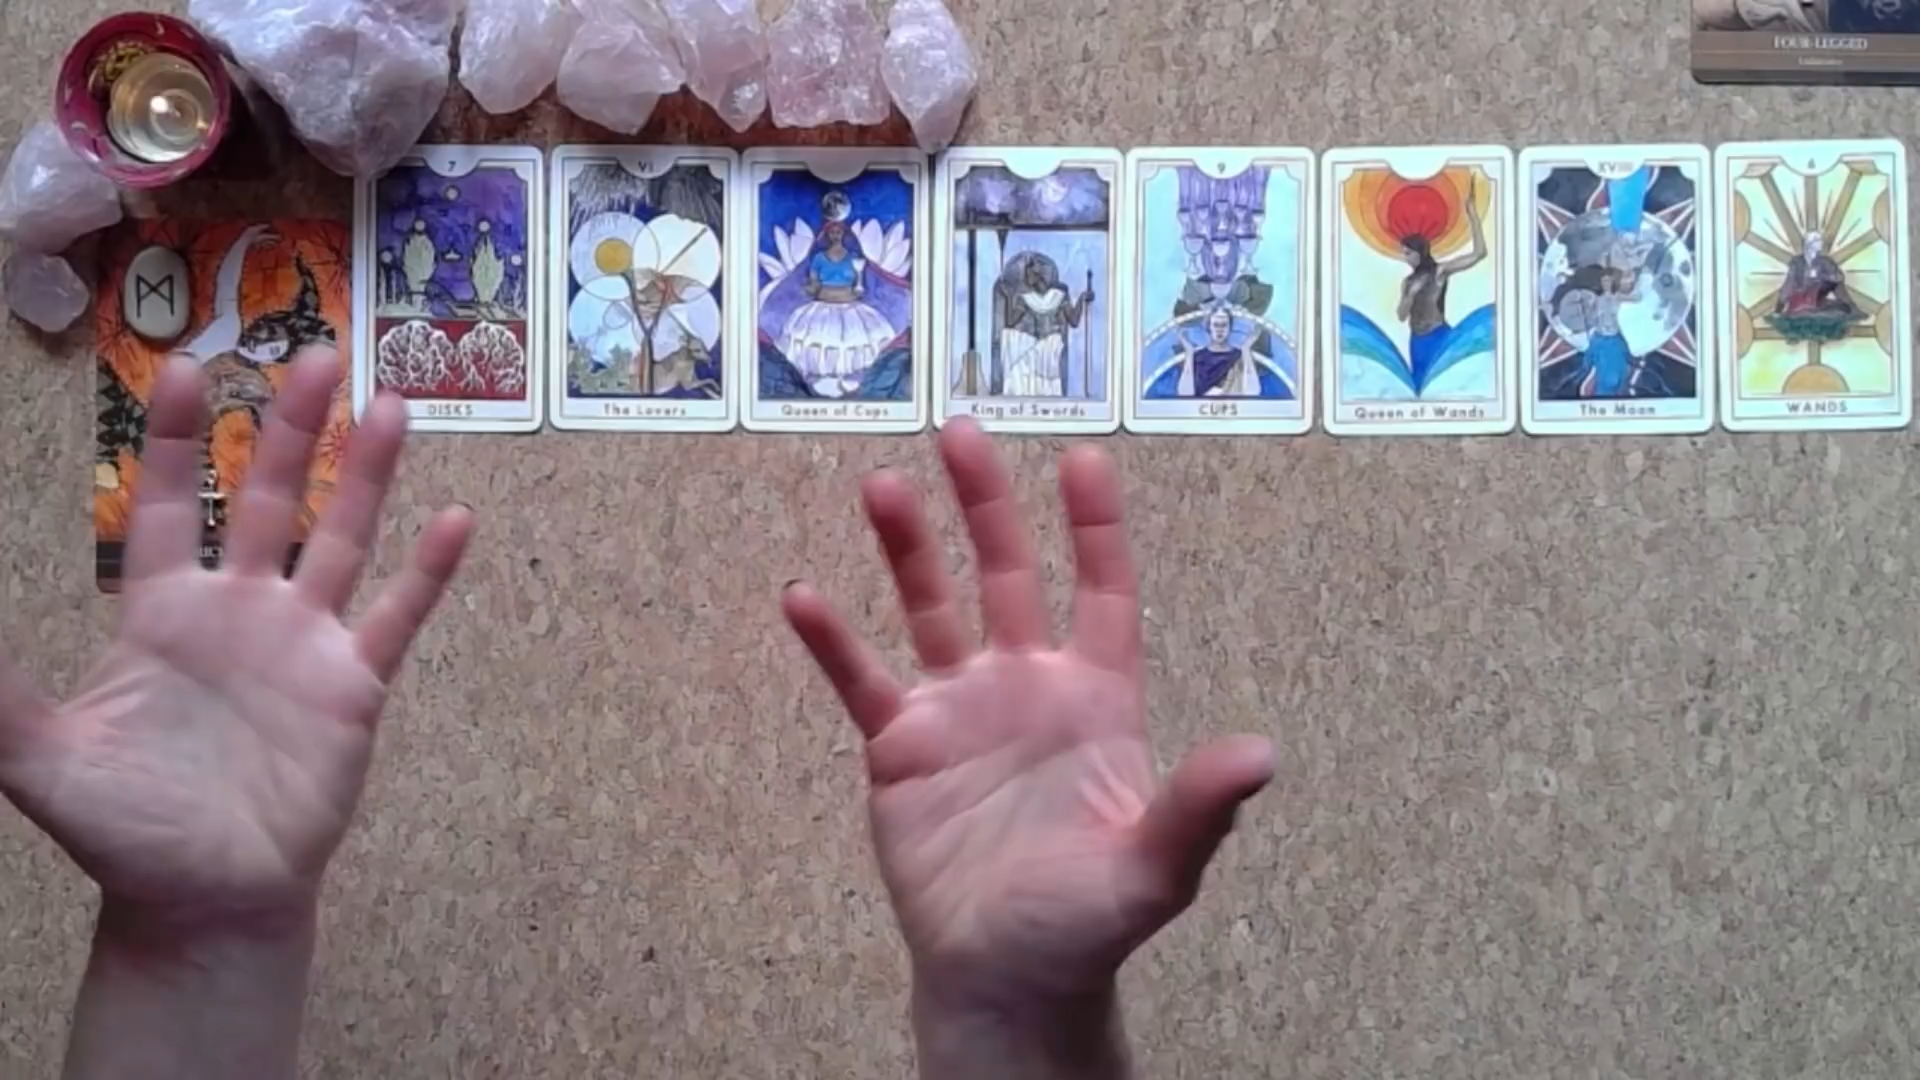 FOUR-LEGGED
7
DISKS
VI
The Lovers
Queen of Cups
King of Swords
9
CUPS
Queen of Wands
XVIII
The Moon
WANDS
ᛗ